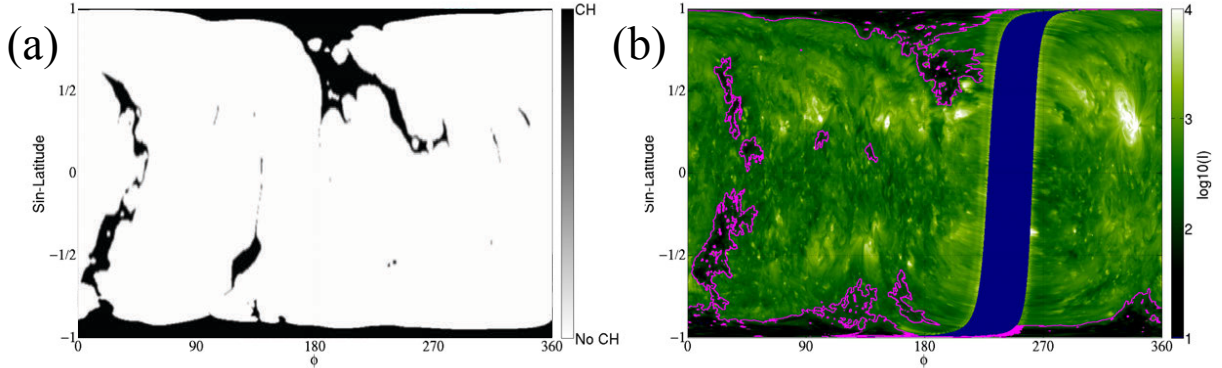 (a)
1
1/2
0
−1/2
−1
Sin-Latitude
0
90
180
270
360
ϕ
CH
No CH
(b)
1
1/2
0
−1/2
−1
Sin-Latitude
0
90
180
270
360
ϕ
4
3
2
1
log10(I)